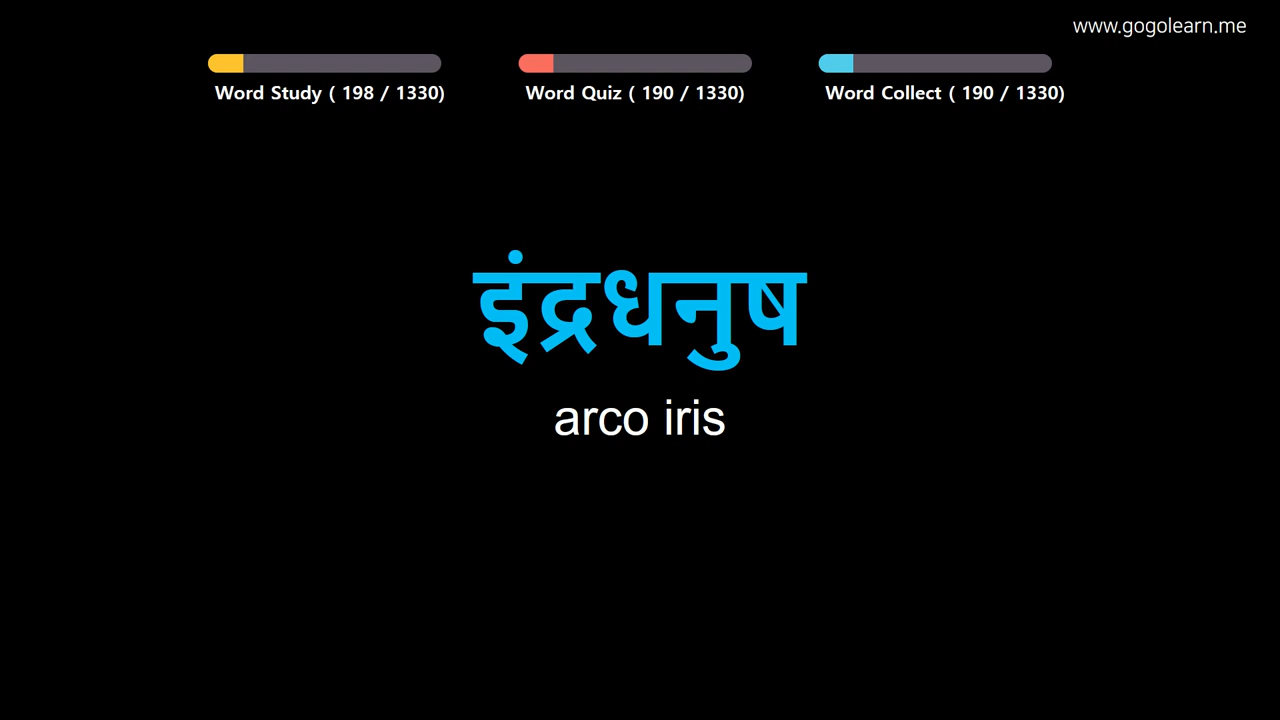 www.gogolearn.me
Word Study ( 198 / 1330)
Word Quiz ( 190 / 1330)
Word Collect ( 190 / 1330)
इंद्रधनुष
arco iris